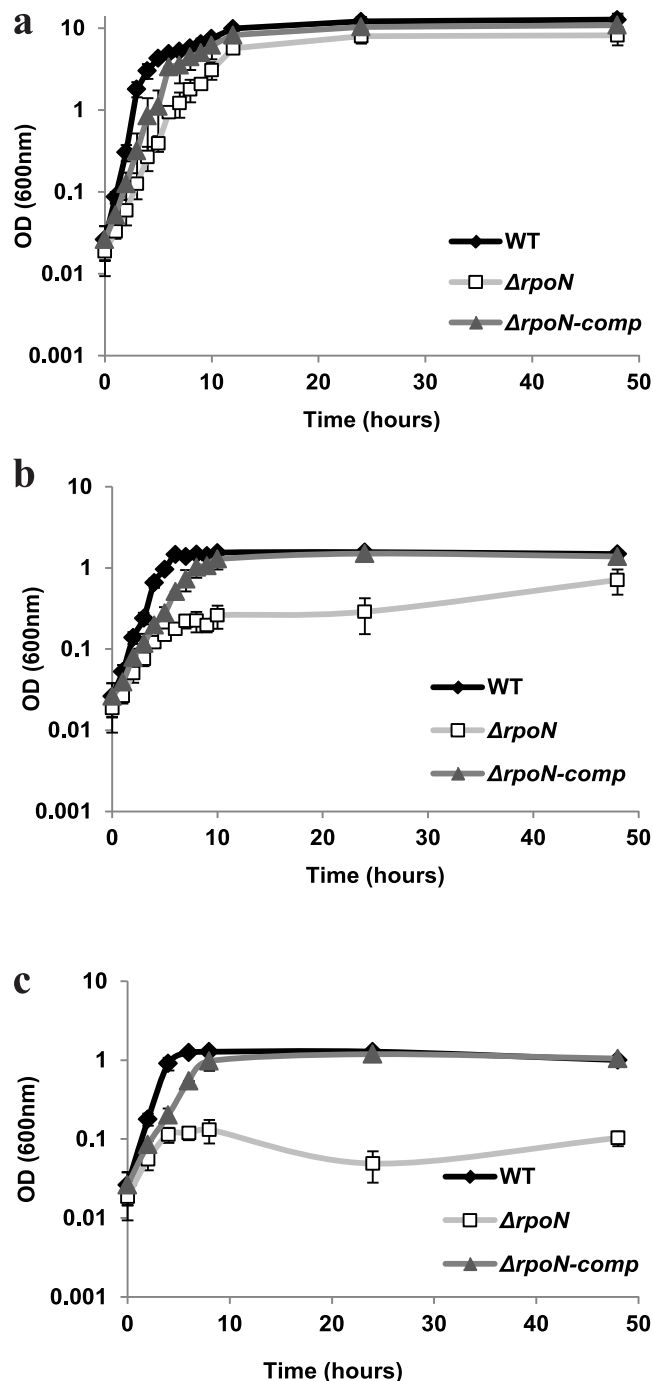 a
10
1
0.1
0.01
0.001
OD (600nm)
WT
ΔrpoN
ΔrpoN-comp
0 10 20 30 40 50
Time (hours)
b
10
1
0.1
0.01
0.001
OD (600nm)
WT
ΔrpoN
ΔrpoN-comp
0 10 20 30 40 50
Time (hours)
c
10
1
0.1
0.01
0.001
OD (600nm)
WT
ΔrpoN
ΔrpoN-comp
0 10 20 30 40 50
Time (hours)